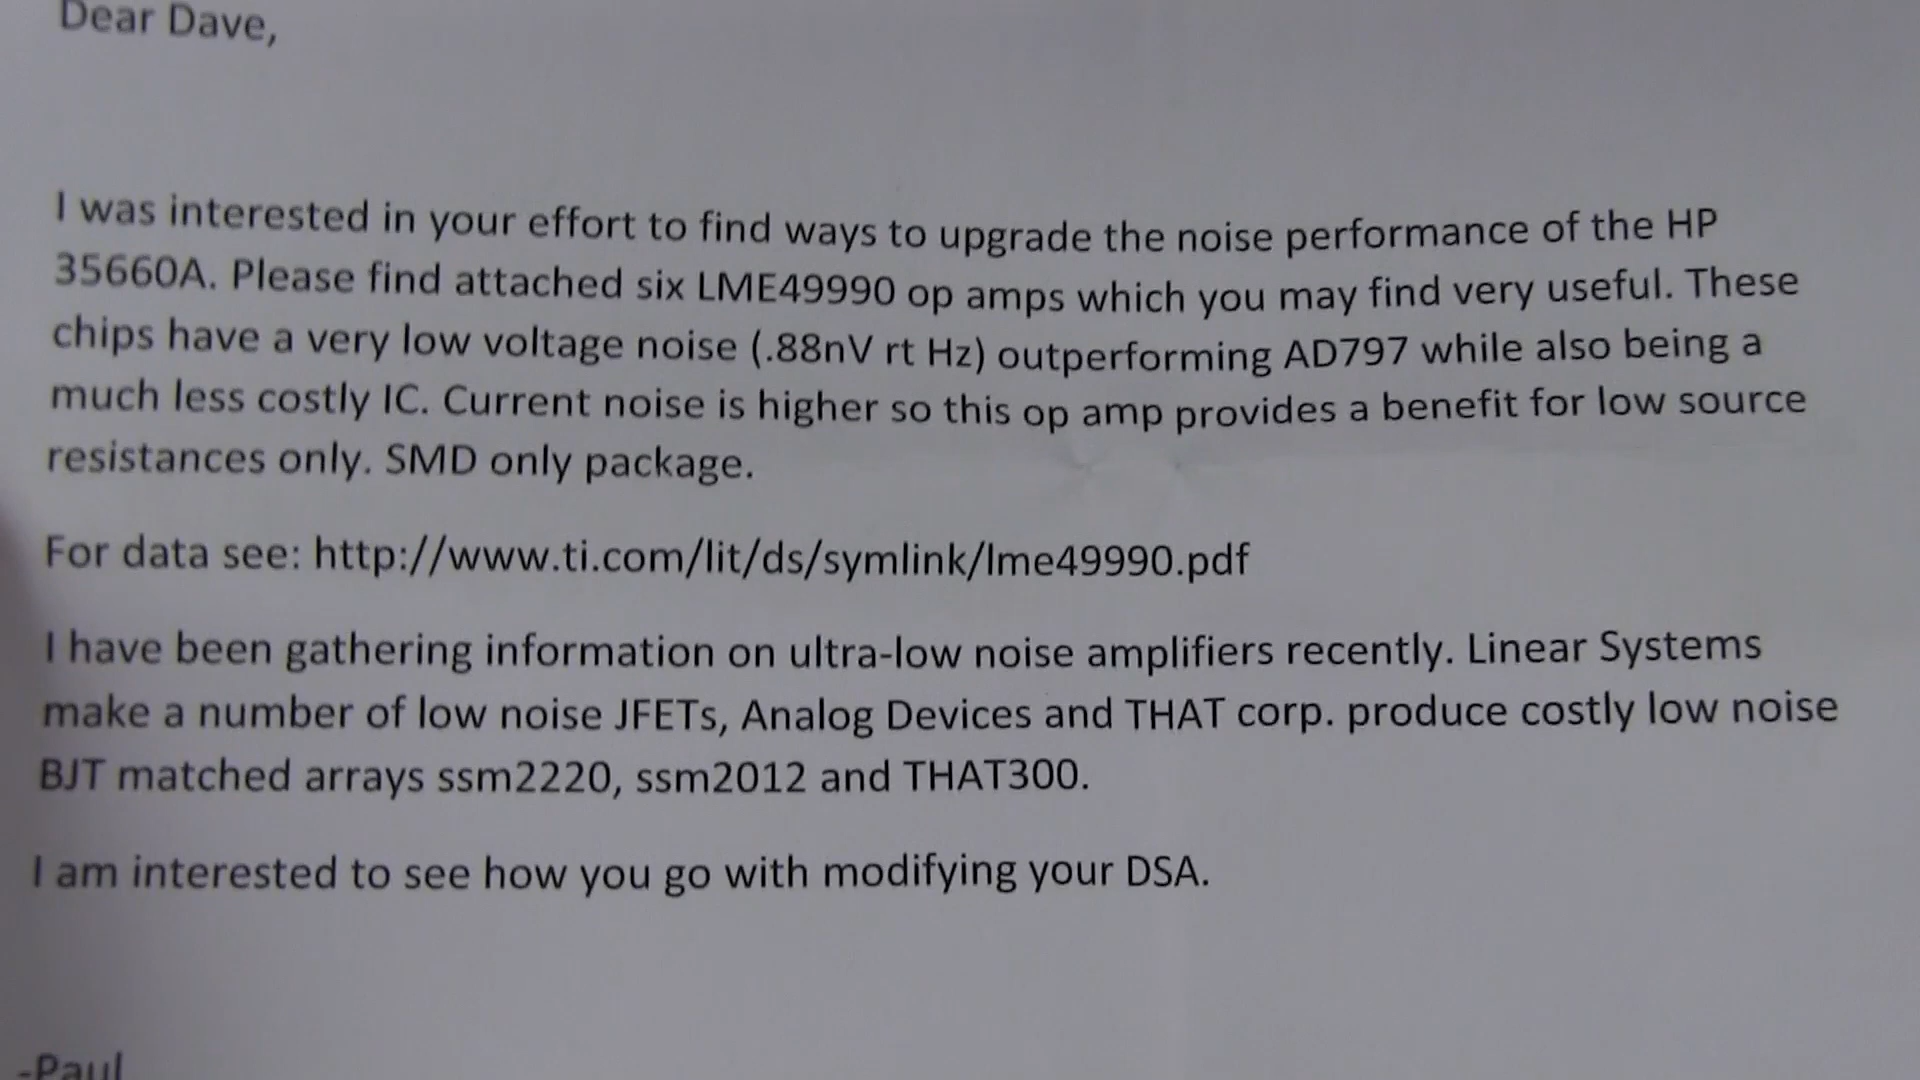 Dear Dave,
I was interested in your effort to find ways to upgrade the noise performance of the HP
35660A. Please find attached six LME49990 op amps which you may find very useful. These
chips have a very low voltage noise (.88nV rt Hz) outperforming AD797 while also being a
much less costly IC. Current noise is higher so this op amp provides a benefit for low source
resistances only. SMD only package.
For data see: http://www.ti.com/lit/ds/symlink/lme49990.pdf
I have been gathering information on ultra-low noise amplifiers recently. Linear Systems
make a number of low noise JFETs, Analog Devices and THAT corp. produce costly low noise
BJT matched arrays ssm2220, ssm2012 and THAT300.
I am interested to see how you go with modifying your DSA.
-Paul